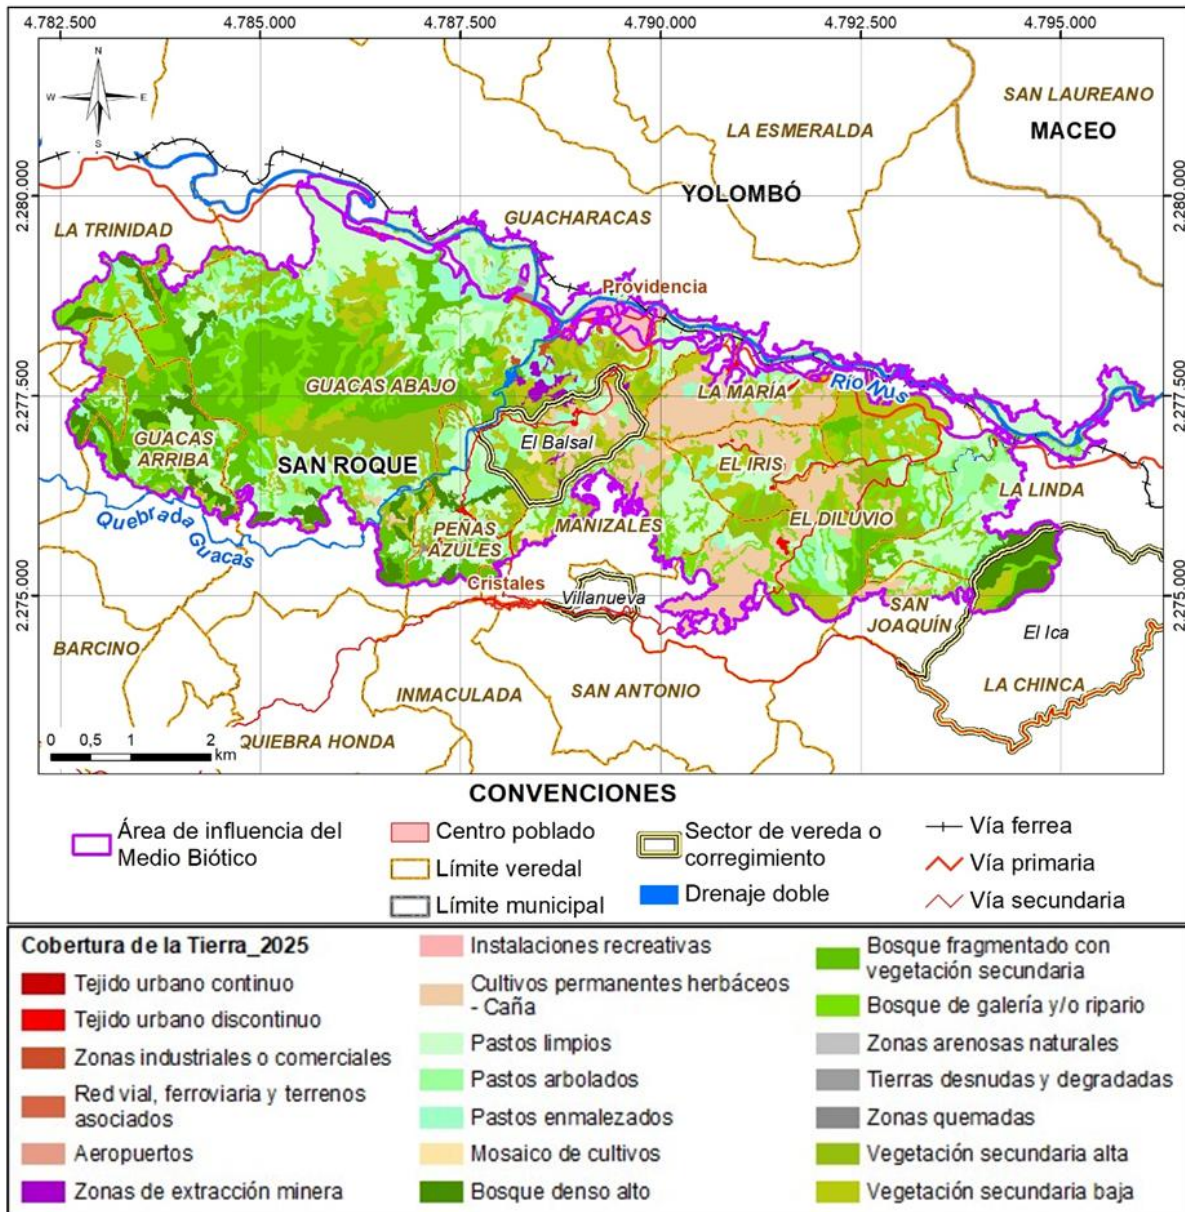 4.782.500 4.785.000 4.787.500 4.790.000 4.792.500 4.795.000
N
W E
S
SAN LAUREANO
MACEO
LA ESMERALDA
YOLOMBÓ
2.280.000
2.280.000
GUACHARACAS
LA TRINIDAD
Providencia
2.277.500
2.277.500
GUACAS ABAJO
LA MARÍA
Río Nus
El Balsal
GUACAS
ARRIBA
SAN ROQUE
EL IRIS
LA LINDA
Quebrada
Guacas
PEÑAS
AZULES
MANIZALES
EL DILUVIO
Cristales
Villanueva
2.275.000
2.275.000
SAN
JOAQUÍN
El Ica
BARCINO
INMACULADA
SAN ANTONIO
LA CHINCA
QUIEBRA HONDA
0 0,5 1 2
km
CONVENCIONES
Área de influencia del
Medio Biótico
Centro poblado
Límite veredal
Límite municipal
Sector de vereda o
corregimiento
Drenaje doble
Vía ferrea
Vía primaria
Vía secundaria
Cobertura de la Tierra_2025
Tejido urbano continuo
Tejido urbano discontinuo
Zonas industriales o comerciales
Red vial, ferroviaria y terrenos
asociados
Aeropuertos
Zonas de extracción minera
Instalaciones recreativas
Cultivos permanentes herbáceos
- Caña
Pastos limpios
Pastos arbolados
Pastos enmalezados
Mosaico de cultivos
Bosque denso alto
Bosque fragmentado con
vegetación secundaria
Bosque de galería y/o ripario
Zonas arenosas naturales
Tierras desnudas y degradadas
Zonas quemadas
Vegetación secundaria alta
Vegetación secundaria baja